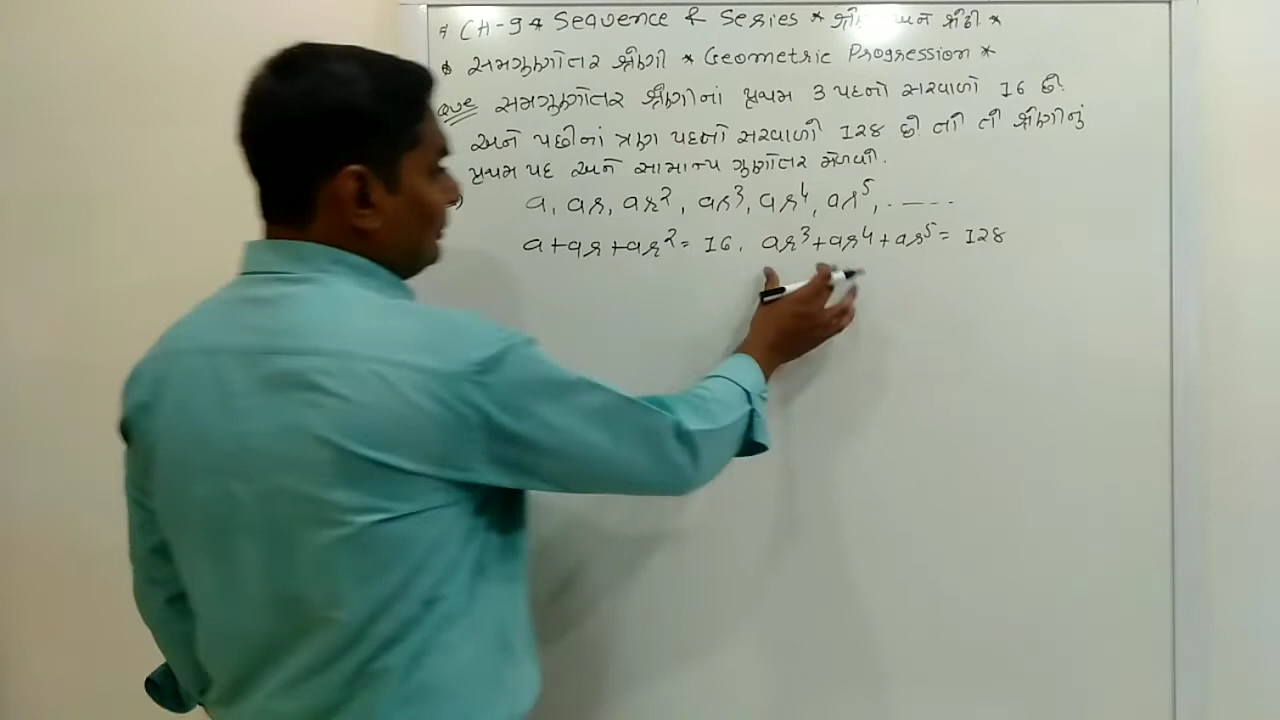 * CH-9 * Sequence & Series * શ્રેણી અને શ્રેઢી *
* સમગુણોતર શ્રેણી * Geometric Progression *
Que સમગુણોતર શ્રેણીનાં પ્રથમ 3 પદનો સરવાળો 16 છે.
અને પછીનાં ત્રણ પદનો સરવાળો 128 છે તો તે શ્રેણીનું
પ્રથમ પદ અને સામાન્ય ગુણોતર મેળવો.
a, ar, ar², ar³, ar⁴, ar⁵, .----
a+ar+ar²= 16, ar³+ar⁴+ar⁵= 128